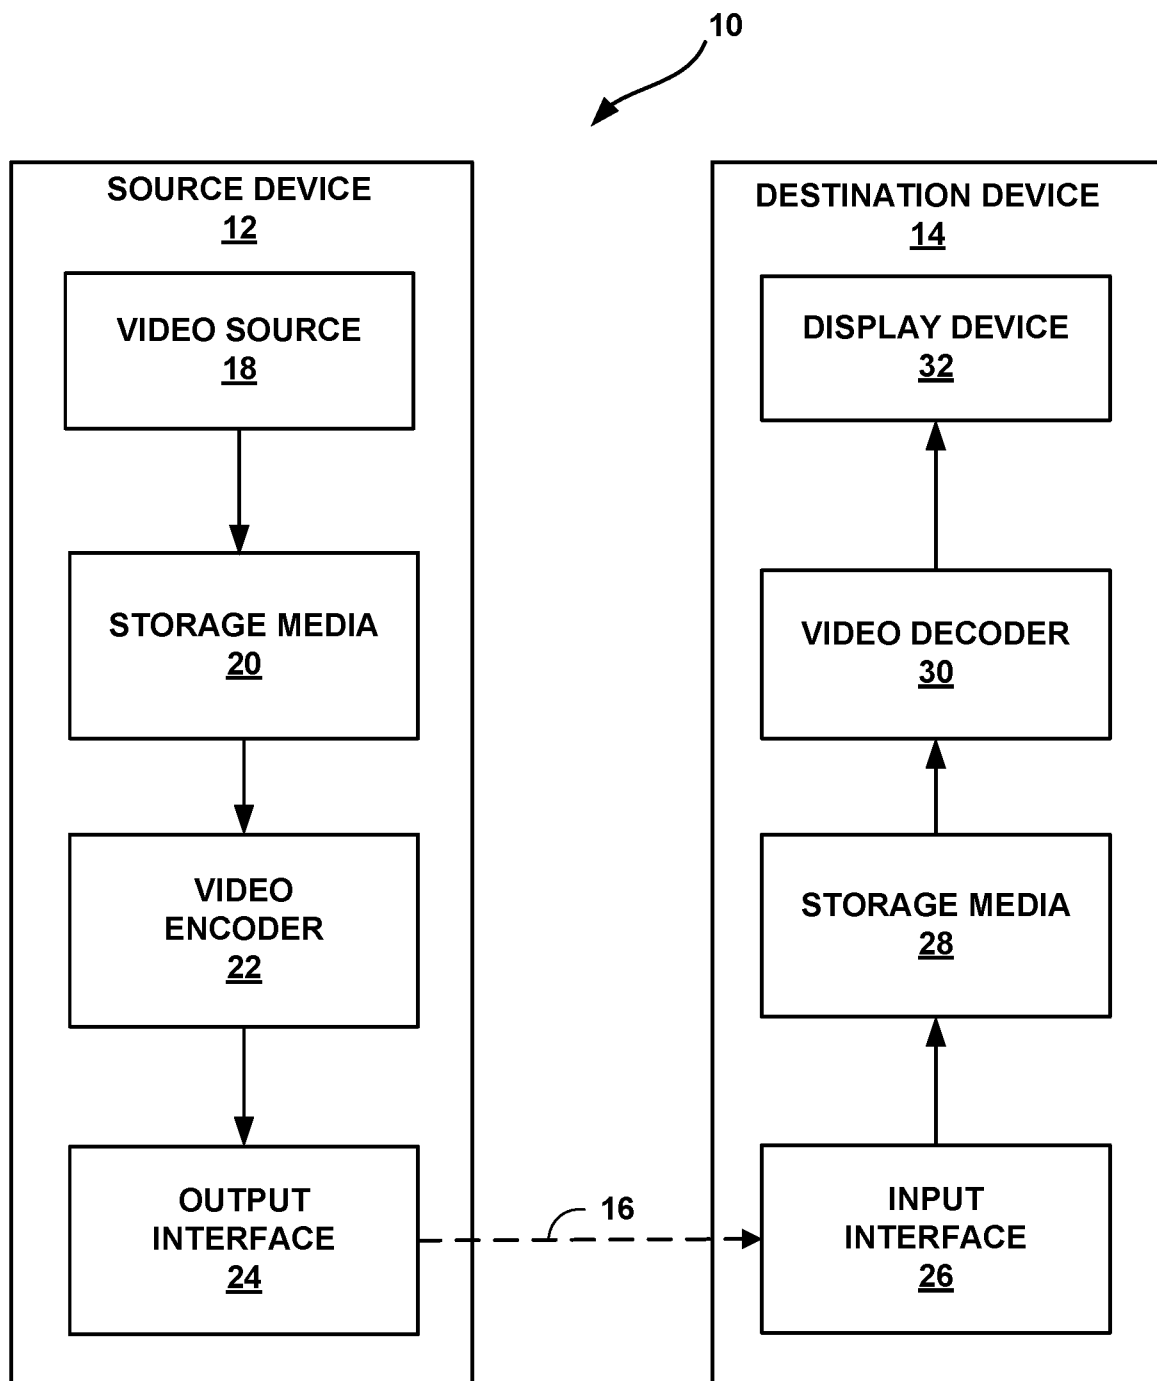 10
SOURCE DEVICE
12
VIDEO SOURCE
18
STORAGE MEDIA
20
VIDEO
ENCODER
22
OUTPUT
INTERFACE
24
16
DESTINATION DEVICE
14
DISPLAY DEVICE
32
VIDEO DECODER
30
STORAGE MEDIA
28
INPUT
INTERFACE
26